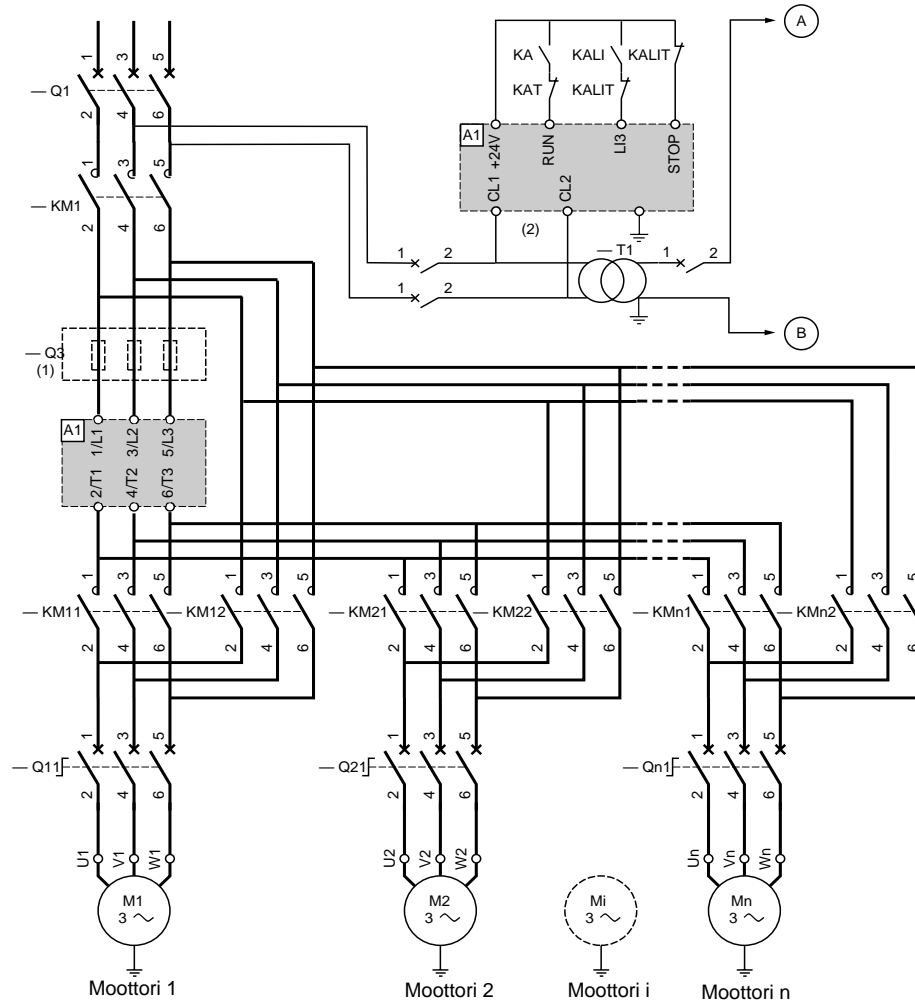 1 3 5
— Q1
2 4 6
1 3 5
— KM1
2 4 6
KA KALI KALIT
KAT KALIT
A1
+24V RUN LI3 STOP
CL1 CL2
(2)
A
1 2
— T1
1 2
1 2
B
— Q3
(1)
A1
1/L1 3/L2 5/L3
2/T1 4/T2 6/T3
1 3 5 1 3 5 1 3 5 1 3 5 1 3 5 1 3 5
— KM11 — KM12 — KM21 — KM22 — KMn1 — KMn2
2 4 6 2 4 6 2 4 6 2 4 6 2 4 6 2 4 6
1 3 5 1 3 5 1 3 5
— Q11 — Q21 — Qn1
2 4 6 2 4 6 2 4 6
U1 V1 W1 U2 V2 W2 Un Vn Wn
M1 M2 Mi Mn
3 3 3 3
Moottori 1 Moottori 2 Moottori i Moottori n